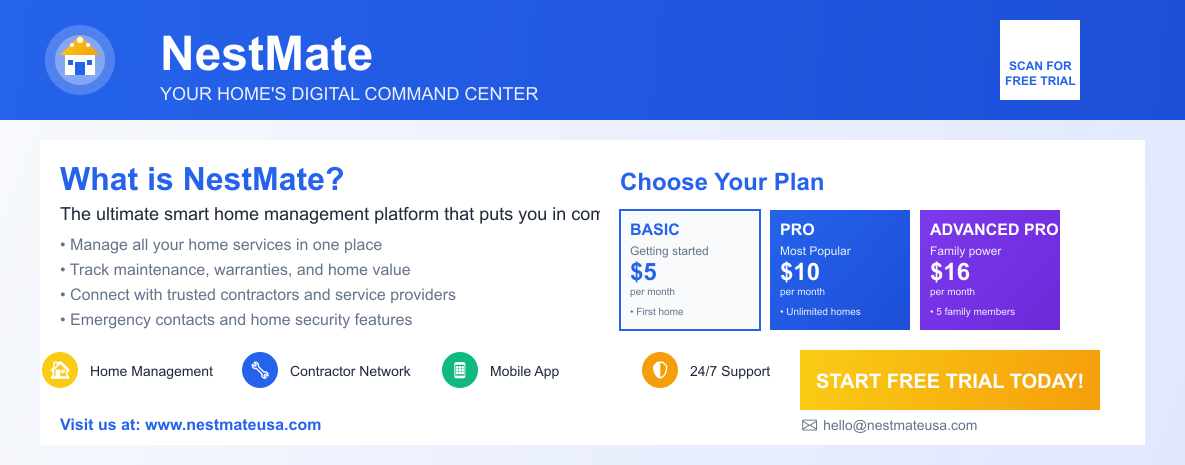 NestMate
YOUR HOME'S DIGITAL COMMAND CENTER
SCAN FOR
FREE TRIAL
What is NestMate?
The ultimate smart home management platform that puts you in
• Manage all your home services in one place
• Track maintenance, warranties, and home value
• Connect with trusted contractors and service providers
• Emergency contacts and home security features
Choose Your Plan
BASIC
Getting started
$5
per month
• First home
PRO
Most Popular
$10
per month
• Unlimited homes
ADVANCED PRO
Family power
$16
per month
• 5 family members
Home Management
Contractor Network
Mobile App
24/7 Support
START FREE TRIAL TODAY!
Visit us at: www.nestmateusa.com
hello@nestmateusa.com